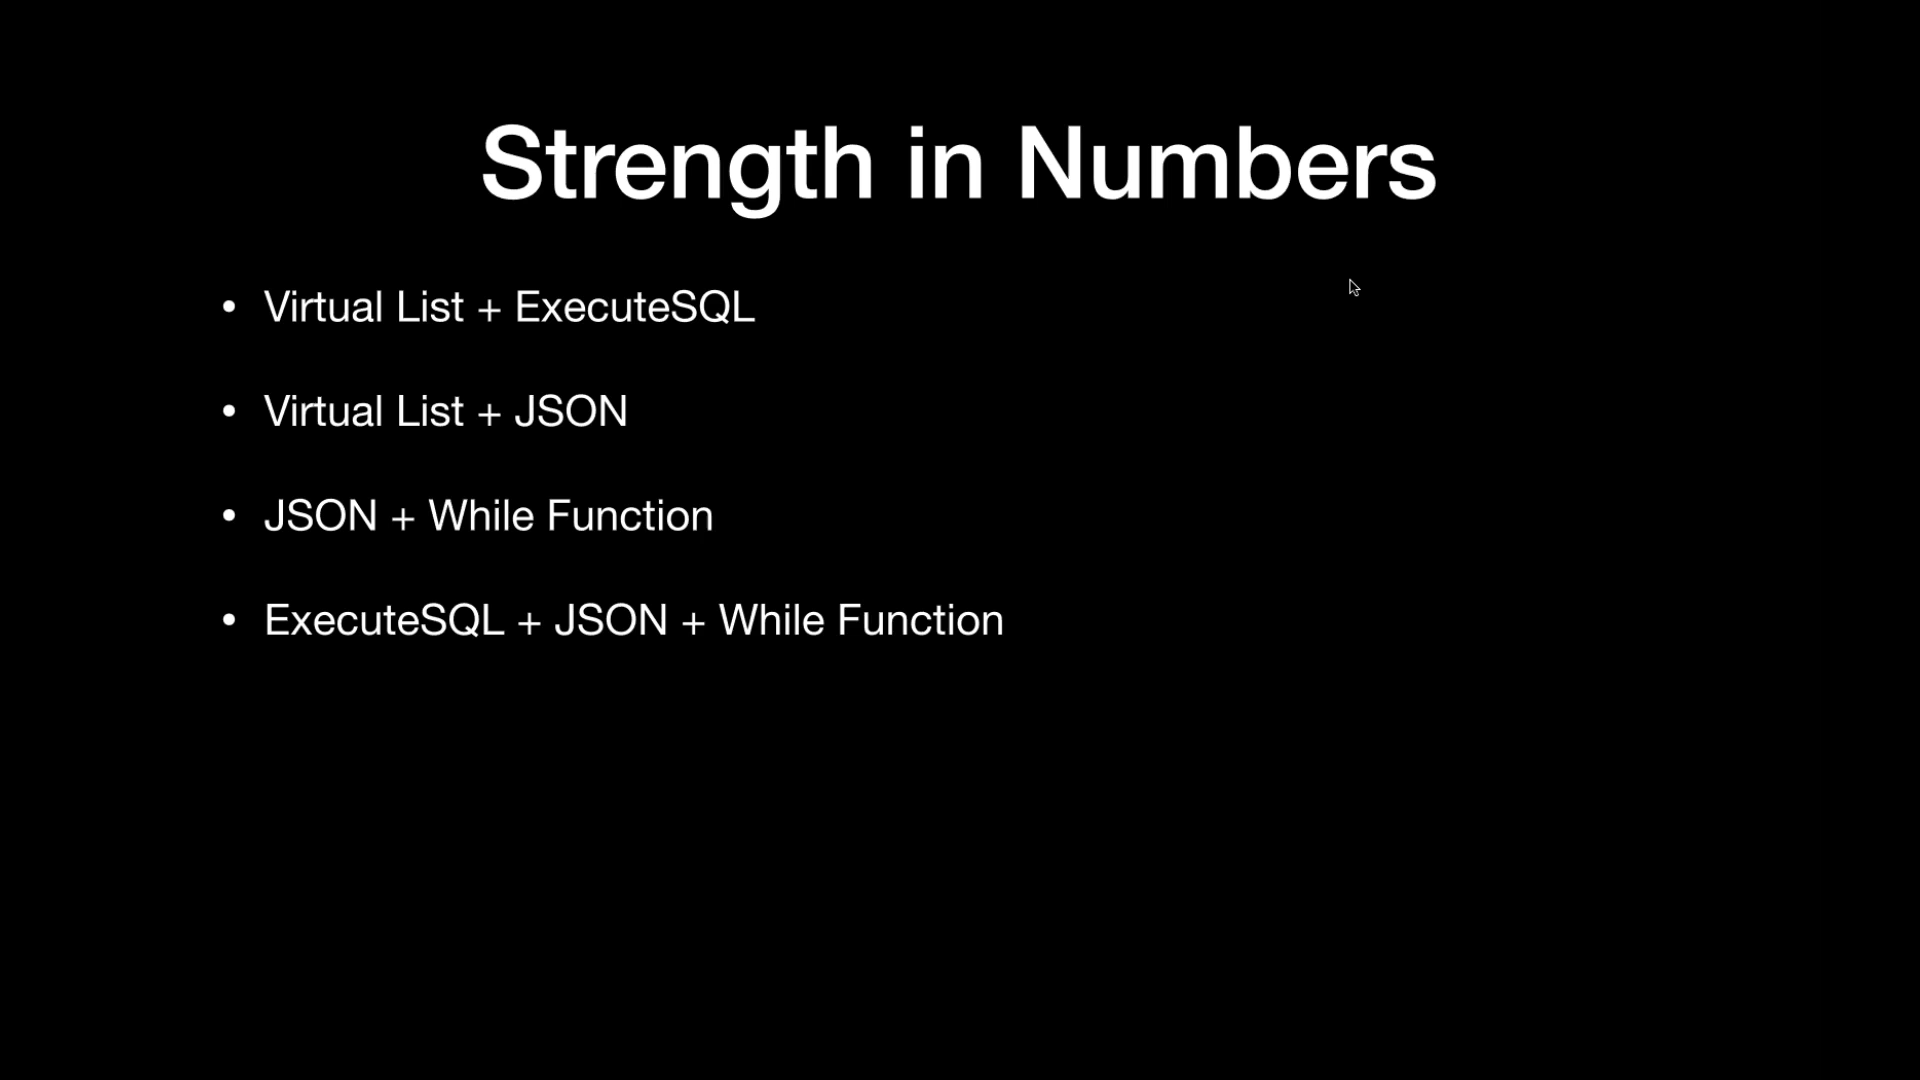 Strength in Numbers
• Virtual List + ExecuteSQL
• Virtual List + JSON
• JSON + While Function
• ExecuteSQL + JSON + While Function